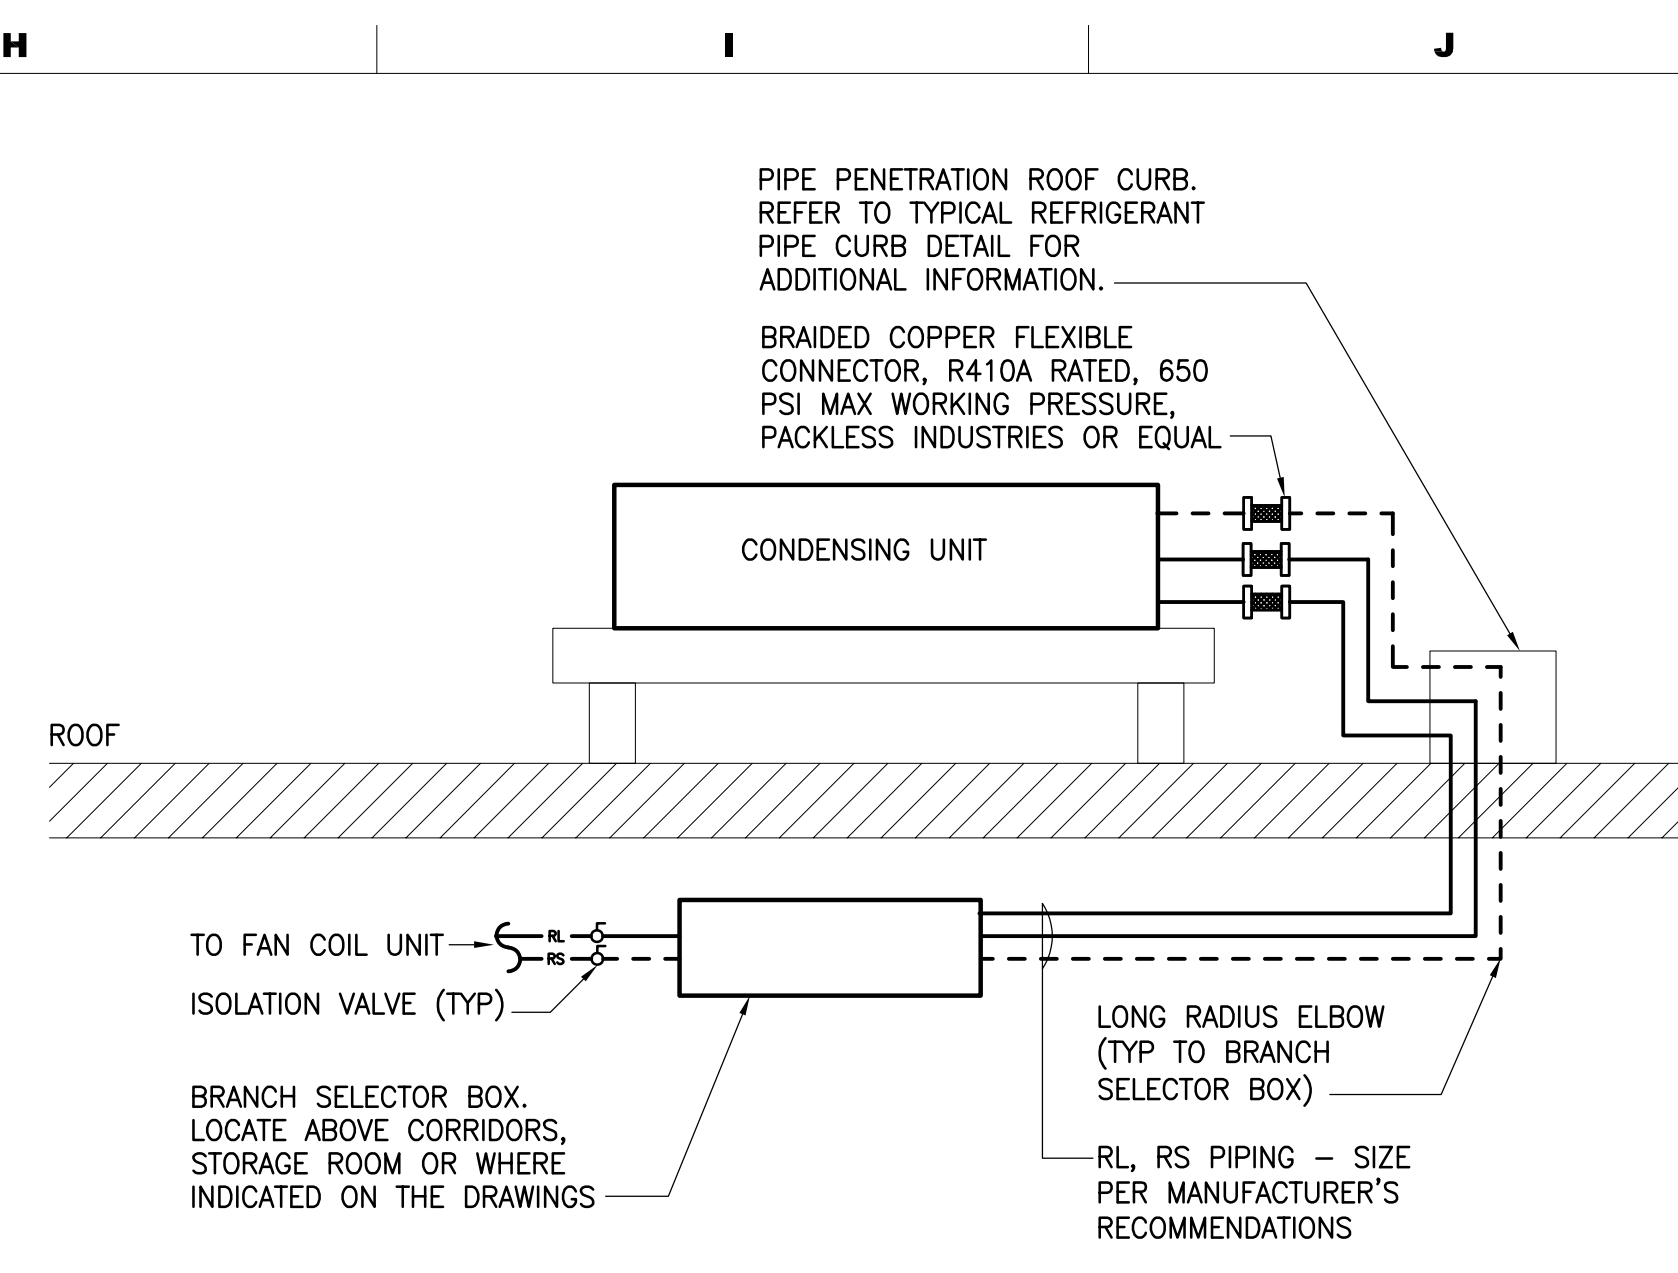 H
I
J
PIPE PENETRATION ROOF CURB.
REFER TO TYPICAL REFRIGERANT
PIPE CURB DETAIL FOR
ADDITIONAL INFORMATION.
BRAIDED COPPER FLEXIBLE
CONNECTOR, R410A RATED, 650
PSI MAX WORKING PRESSURE,
PACKLESS INDUSTRIES OR EQUAL
CONDENSING UNIT
ROOF
TO FAN COIL UNIT
RL
RS
ISOLATION VALVE (TYP)
LONG RADIUS ELBOW
(TYP TO BRANCH
SELECTOR BOX)
BRANCH SELECTOR BOX.
LOCATE ABOVE CORRIDORS,
STORAGE ROOM OR WHERE
INDICATED ON THE DRAWINGS
RL, RS PIPING – SIZE
PER MANUFACTURER'S
RECOMMENDATIONS